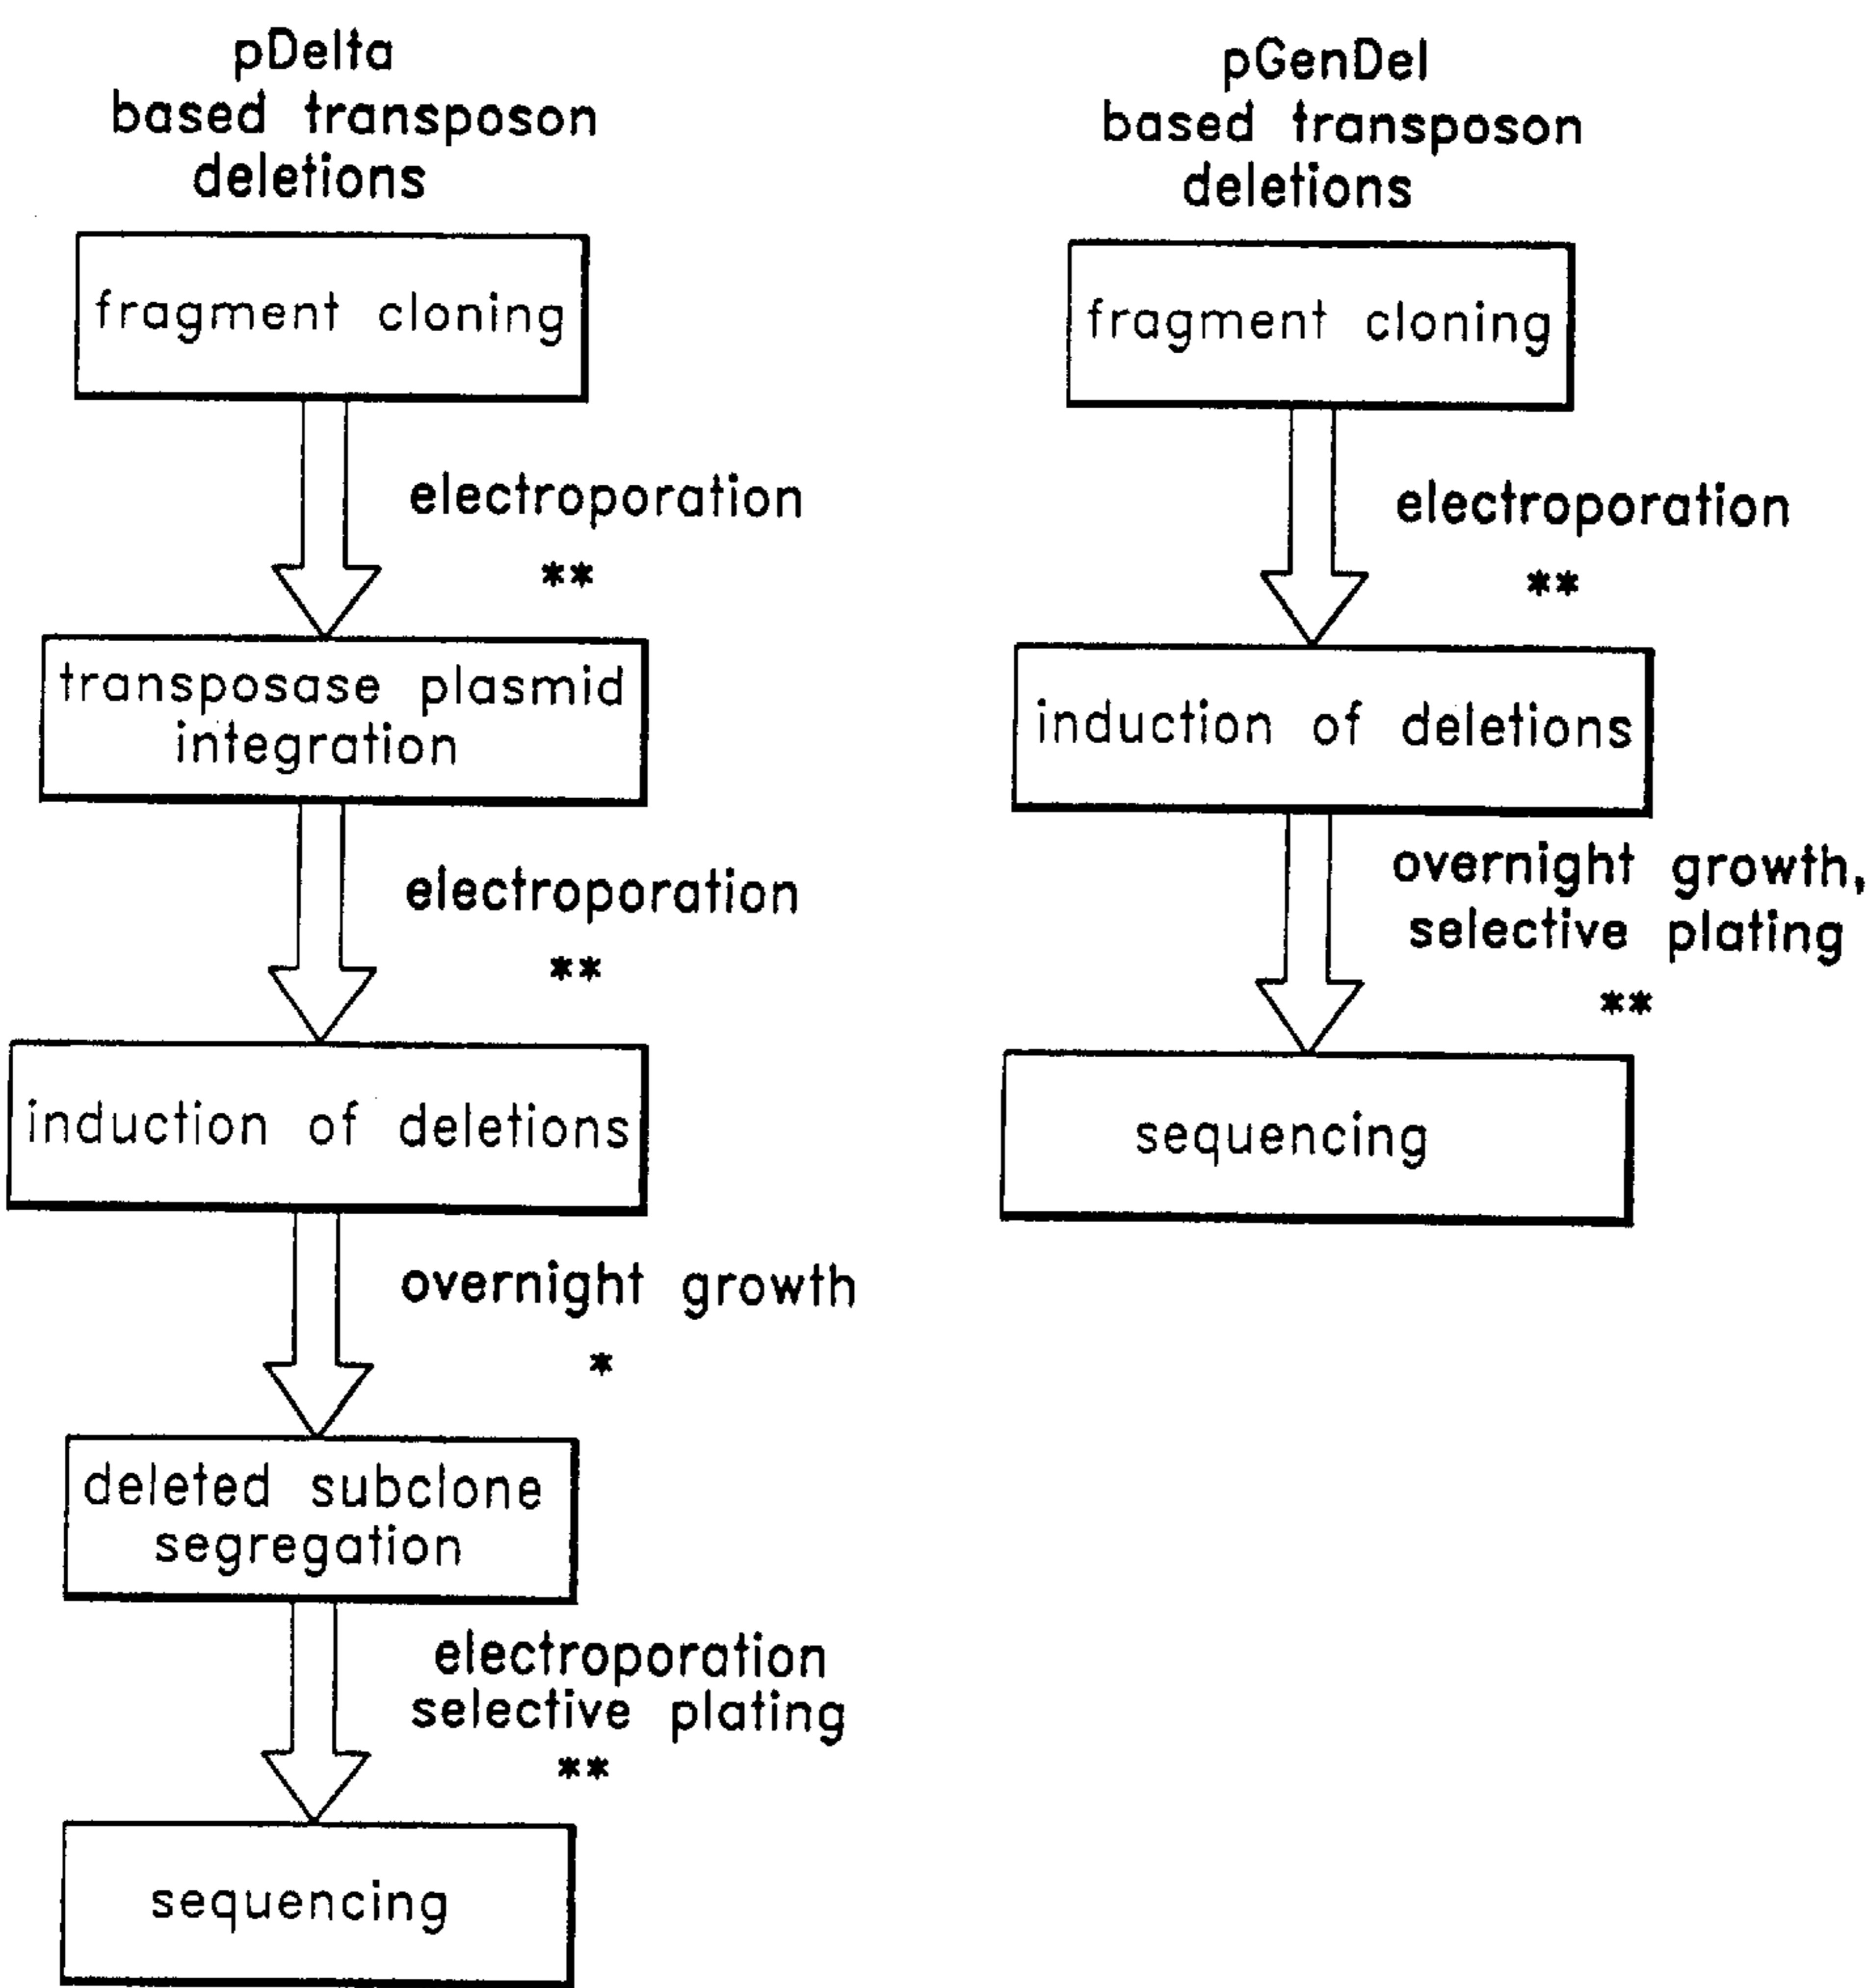 pDelta
based transposon
deletions
fragment cloning
electroporation
**
transposase plasmid
integration
electroporation
**
induction of deletions
overnight growth
*
deleted subclone
segregation
electroporation
selective plating
**
sequencing
pGenDel
based transposon
deletions
fragment cloning
electroporation
**
induction of deletions
overnight growth,
selective plating
**
sequencing